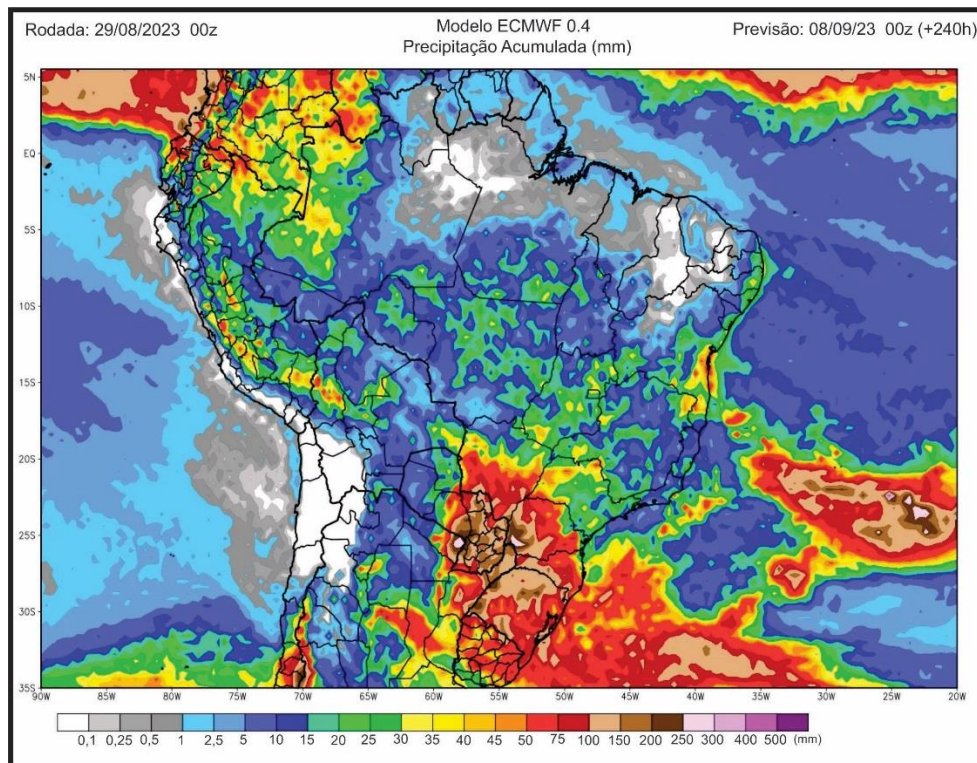 Rodada: 29/08/2023 00z
Modelo ECMWF 0.4
Previsão: 08/09/23 00z (+240h)
Precipitação Acumulada (mm)
5N
EQ
5S
10S
15S
20S
25S
30S
35S
90W 85W 80W 75W 70W 65W 60W 55W 50W 45W 40W 35W 30W 25W 20W
0,1 0,25 0,5 1 2,5 5 10 15 20 25 30 35 40 45 50 75 100 150 200 250 300 400 500 (mm)